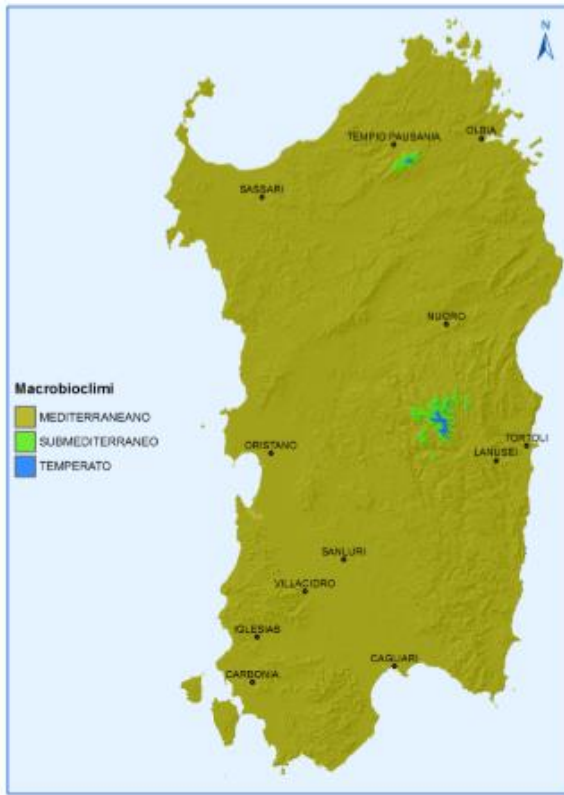 N
TEMPIO PAUSANIA
OLBIA
SASSARI
NUORO
Macrobioclimi
MEDITERRANEANO
SUBMEDITERRANEO
TEMPERATO
ORISTANO
TORTOLI
LANUSEI
SANLURI
VILLACIDRO
IGLESIAS
CAGLIARI
CARBONIA